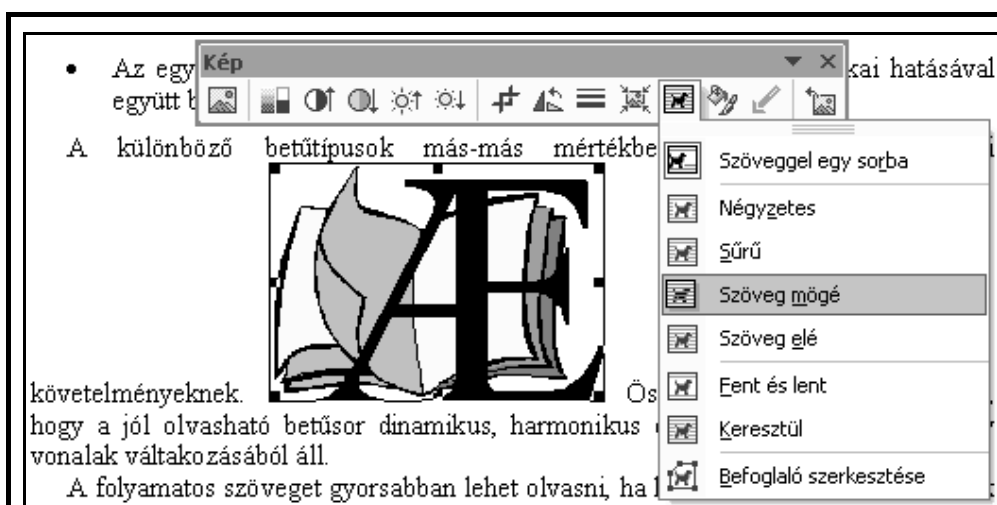 Az egy
Kép
kai hatásával
együtt
A különböző betűtípusok más-más
Szöveggel egy sorba
Négyzetes
Sűrű
Szöveg mögé
Szöveg elé
Fent és lent
Keresztül
Befoglaló szerkesztése
Æ
követelményeknek.
hogy a jól olvasható betűsor dinamikus, harmonikus
vonalak váltakozásából áll.
A folyamatos szöveget gyorsabban lehet olvasni, ha